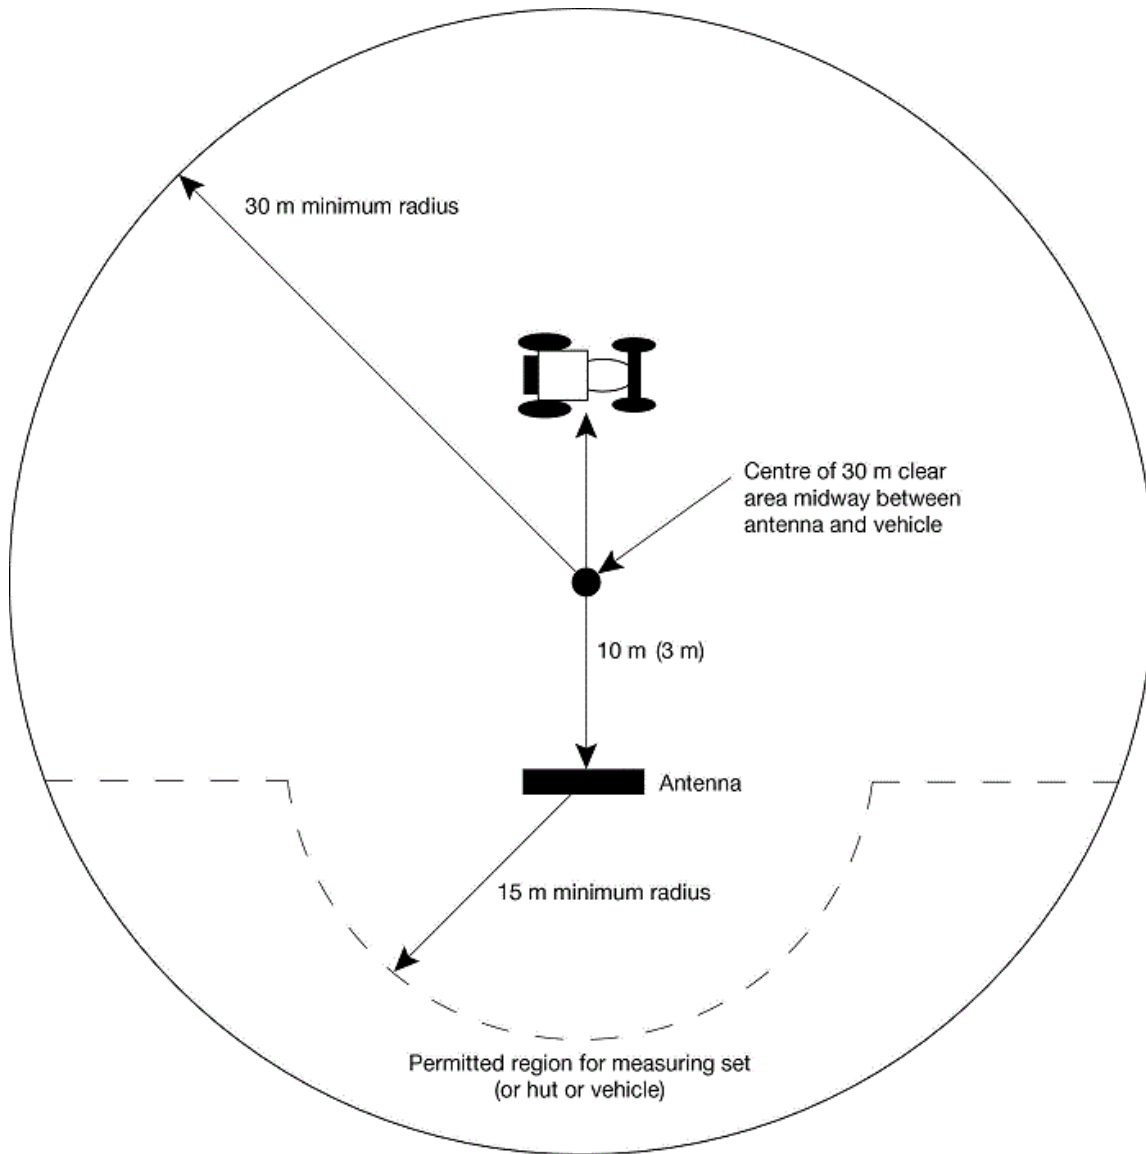 30 m minimum radius
Centre of 30 m clear
area midway between
antenna and vehicle
10 m (3 m)
Antenna
15 m minimum radius
Permitted region for measuring set
(or hut or vehicle)